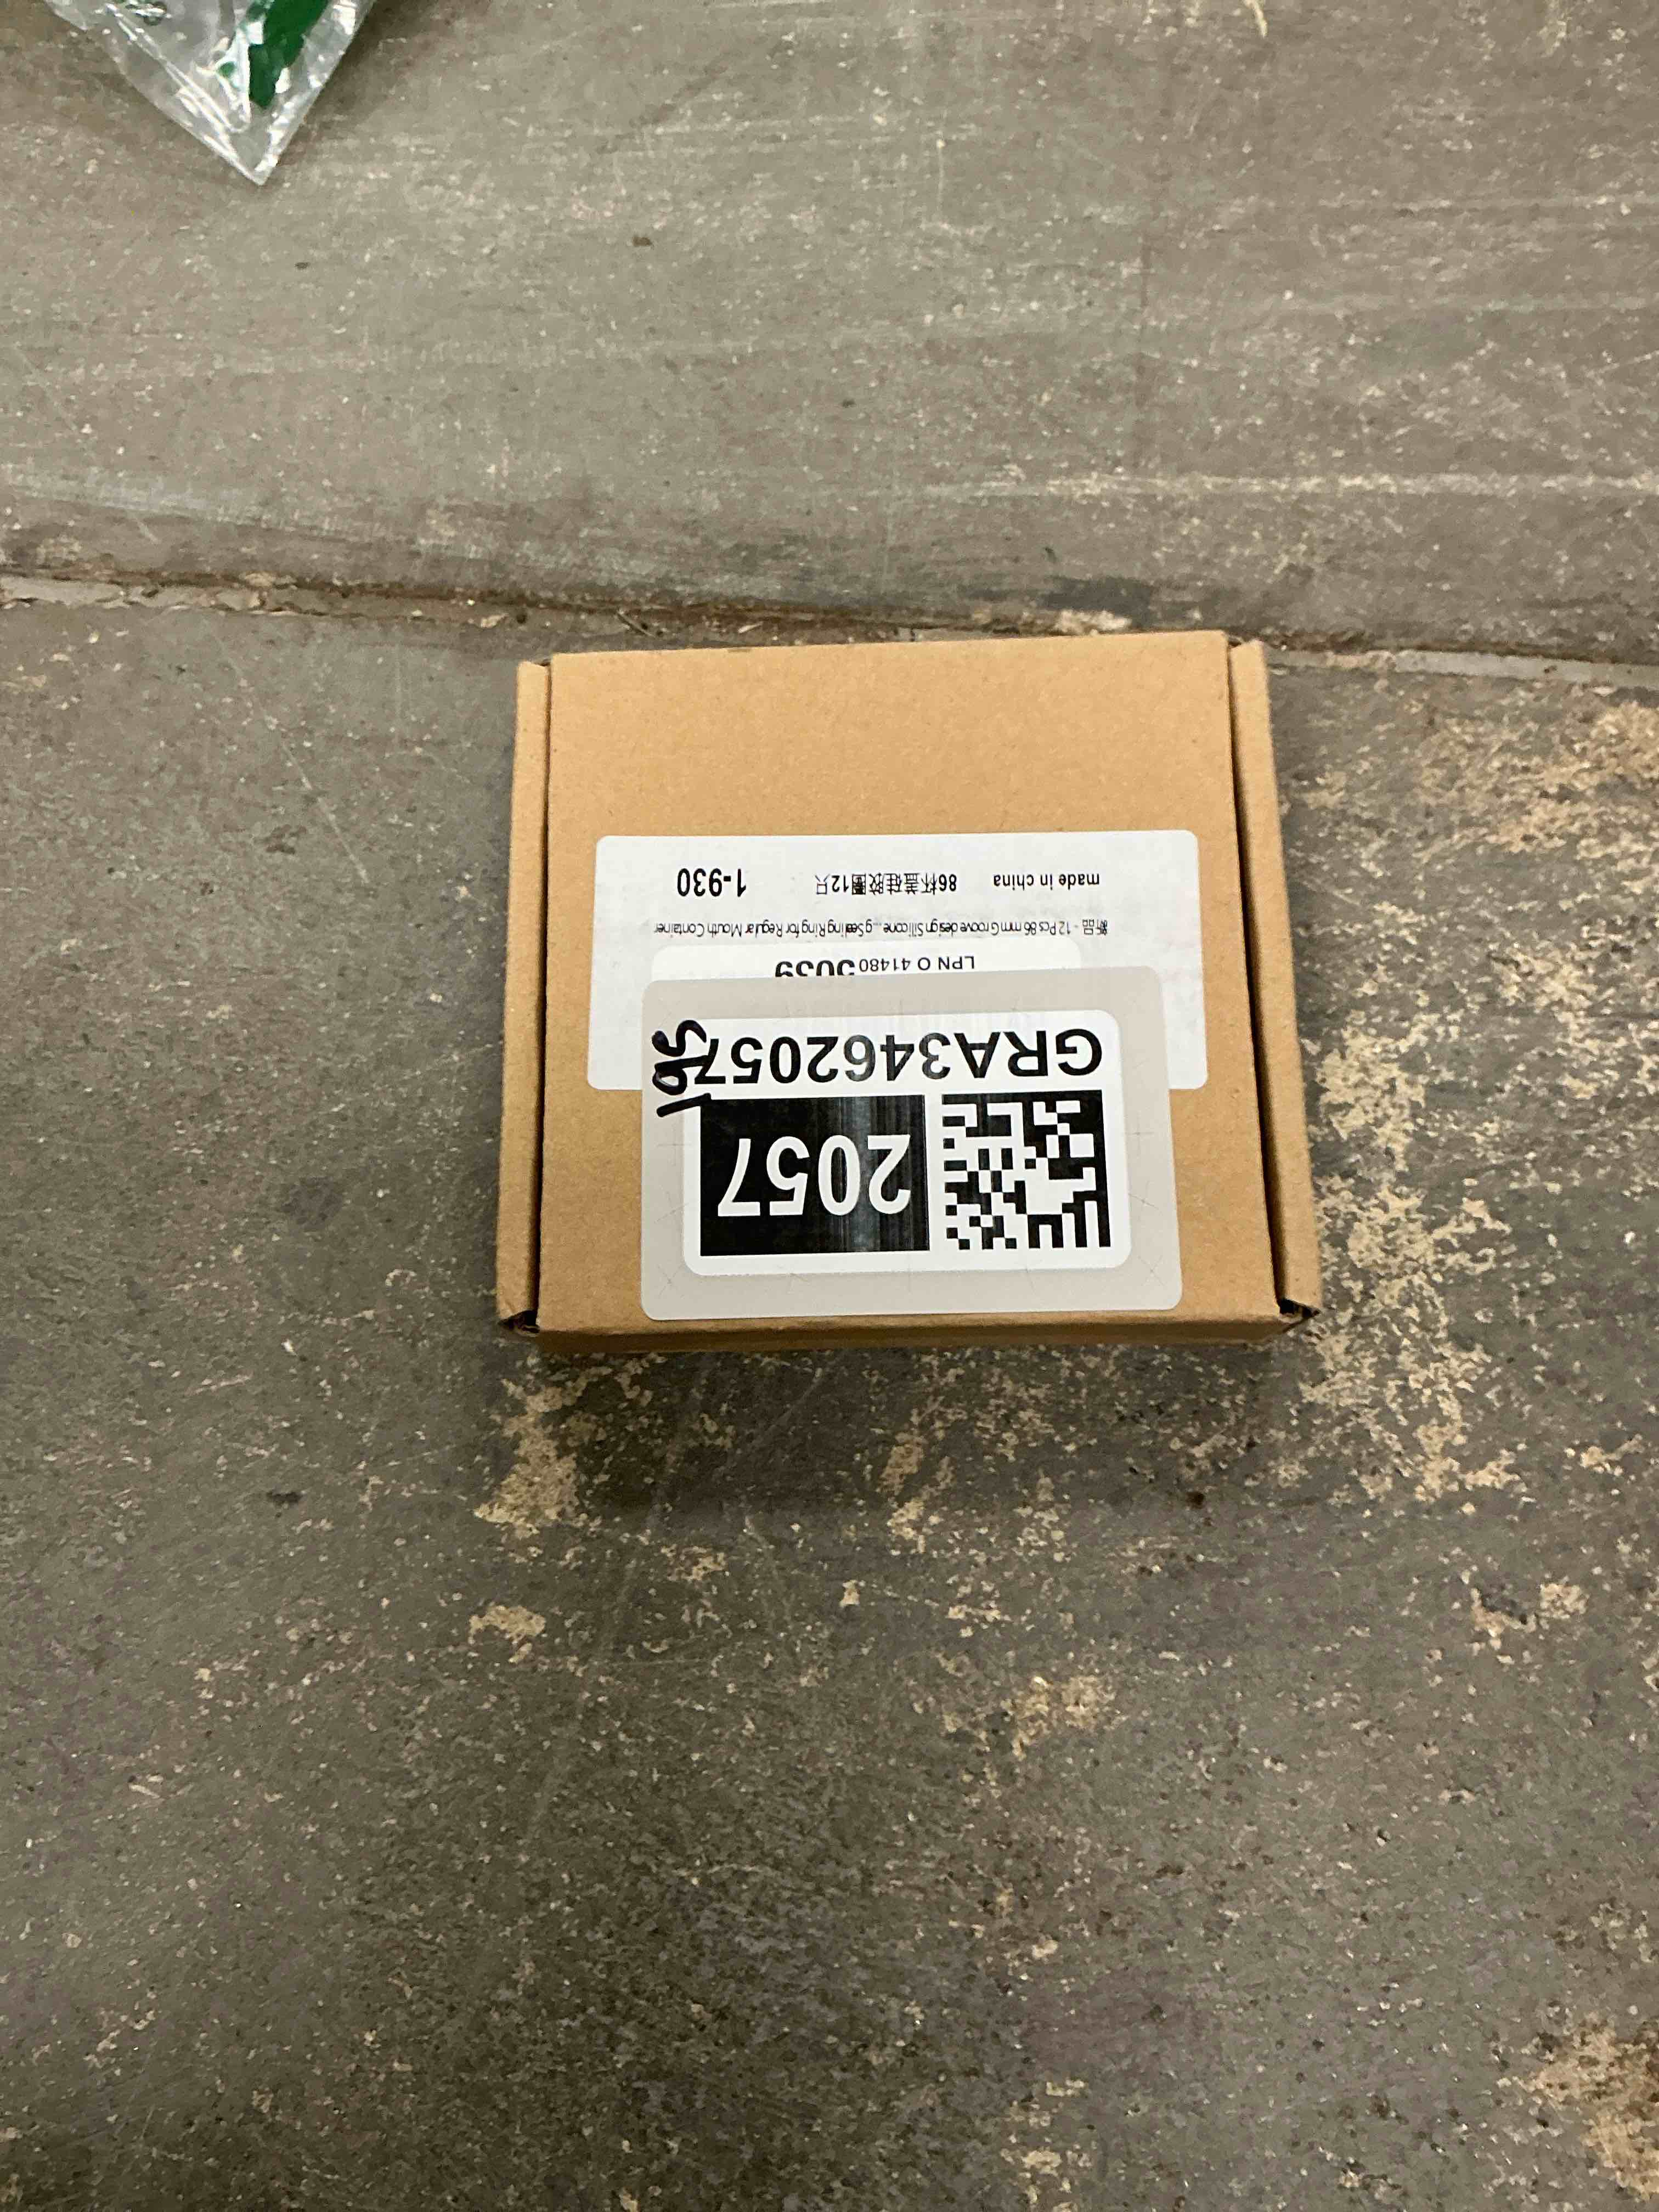 2057
GRA3462057
LPN O 41480 5039
新品 - 12 Pcs 86 mm Groove design Silicone ...g Sealing Ring for Regular Mouth Container
made in china 86杯盖硅胶圈12只 1-930